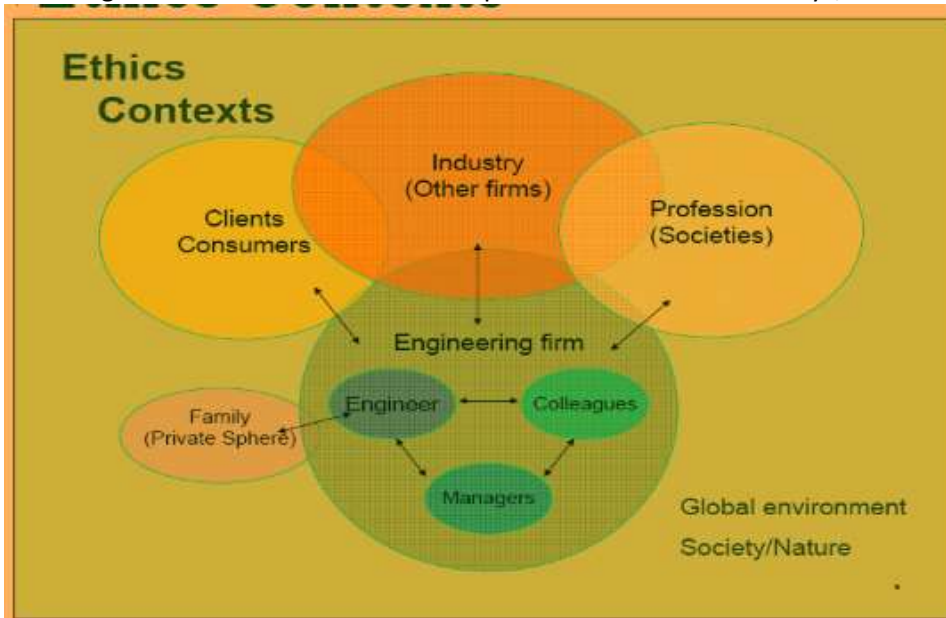 Ethics
Contexts
Industry
(Other firms)
Clients
Consumers
Profession
(Societies)
Engineering firm
Engineer
Colleagues
Family
(Private Sphere)
Managers
Global environment
Society/Nature